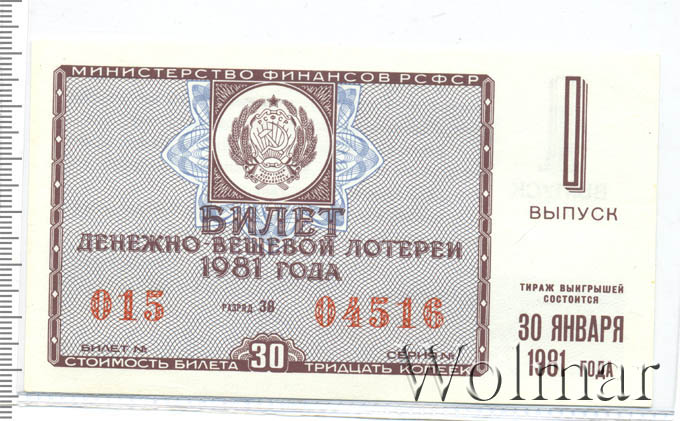 МИНИСТЕРСТВО ФИНАНСОВ РСФСР
БИЛЕТ
ДЕНЕЖНО-ВЕЩЕВОЙ ЛОТЕРЕИ
1981 ГОДА
015 РАЗРЯД 38 04516
БИЛЕТ № СЕРИЯ №
СТОИМОСТЬ БИЛЕТА 30 ТРИДЦАТЬ КОПЕЕК
I
ВЫПУСК
ТИРАЖ ВЫИГРЫШЕЙ
СОСТОИТСЯ
30 ЯНВАРЯ
1981 ГОДА
Wolmar